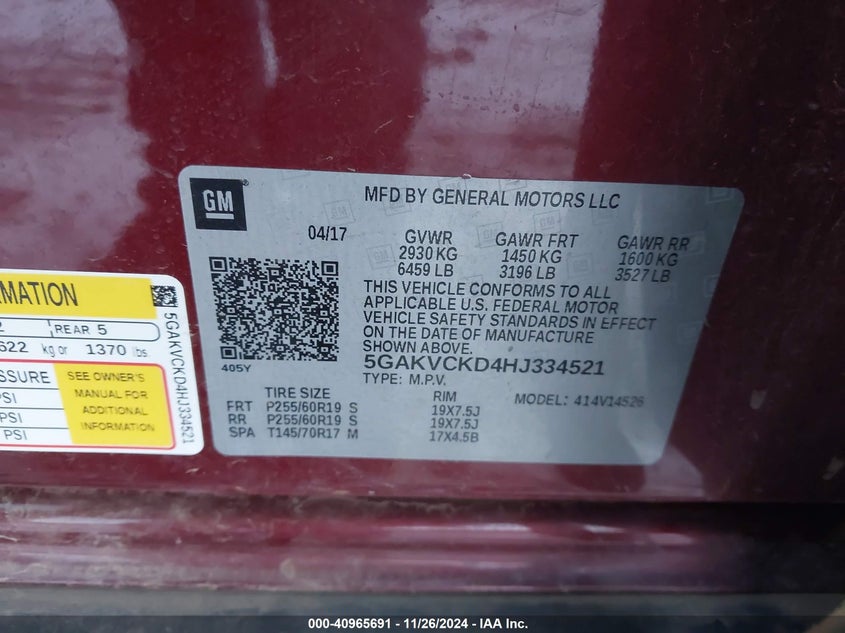 GM
MFD BY GENERAL MOTORS LLC
04/17
GVWR GAWR FRT GAWR RR
2930 KG 1450 KG 1600 KG
6459 LB 3196 LB 3527 LB
THIS VEHICLE CONFORMS TO ALL
APPLICABLE U.S. FEDERAL MOTOR
VEHICLE SAFETY STANDARDS IN EFFECT
ON THE DATE OF MANUFACTURE
SHOWN ABOVE.
405Y
5GAKVCKD4HJ334521
TYPE: M.P.V.
TIRE SIZE RIM MODEL: 414V14526
FRT P255/60R19 S 19X7.5J
RR P255/60R19 S 19X7.5J
SPA T145/70R17 M 17X4.5B
RMATION
2 REAR 5
622 kg or 1370 lbs
SSURE
PSI
PSI
PSI
SEE OWNER'S
MANUAL FOR
ADDITIONAL
INFORMATION
5GAKVCKD4HJ334521
000-40965691 - 11/26/2024 - IAA Inc.